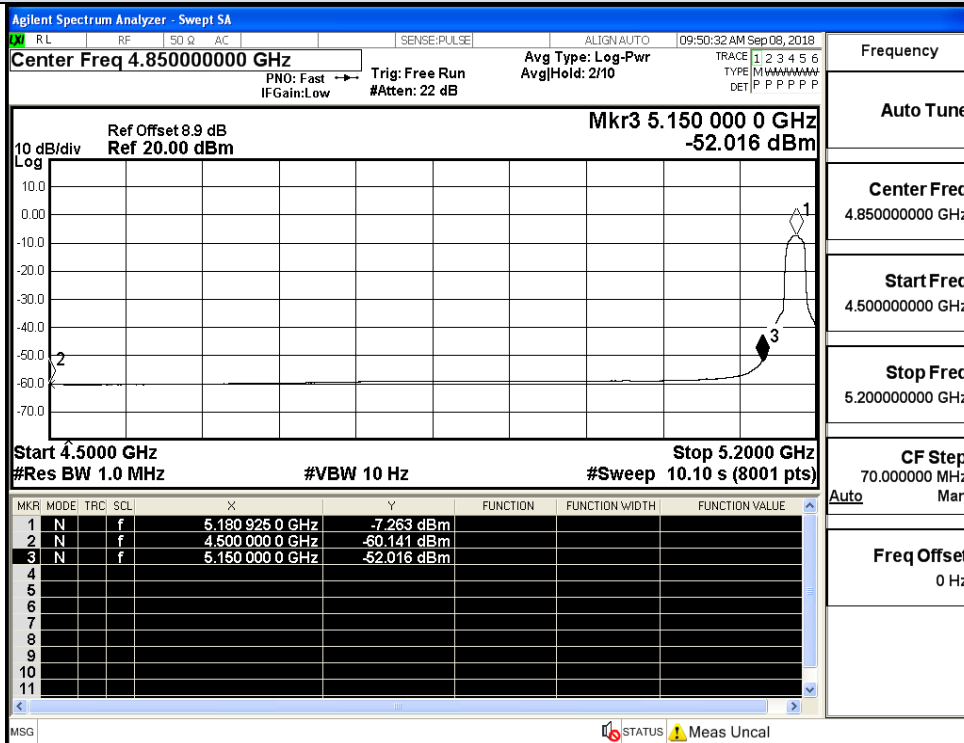 Agilent Spectrum Analyzer - Swept SA
LXI RL RF 50 Ω AC SENSE:PULSE ALIGN AUTO 09:50:32 AM Sep 08, 2018
Center Freq 4.850000000 GHz
PNO: Fast
IFGain:Low
Trig: Free Run
#Atten: 22 dB
Avg Type: Log-Pwr
Avg|Hold: 2/10
TRACE 1 2 3 4 5 6
TYPE M WWWWW
DET P P P P P P
Mkr3 5.150 000 0 GHz
-52.016 dBm
Ref Offset 8.9 dB
10 dB/div Ref 20.00 dBm
Log
10.0
0.00
-10.0
-20.0
-30.0
-40.0
-50.0
-60.0
-70.0
1
2
3
Start 4.5000 GHz Stop 5.2000 GHz
#Res BW 1.0 MHz #VBW 10 Hz #Sweep 10.10 s (8001 pts)
MKR MODE TRC SCL X Y FUNCTION FUNCTION WIDTH FUNCTION VALUE
1 N f 5.180 925 0 GHz -7.263 dBm
2 N f 4.500 000 0 GHz -60.141 dBm
3 N f 5.150 000 0 GHz -52.016 dBm
4
5
6
7
8
9
10
11
MSG STATUS Meas Uncal
Frequency
Auto Tune
Center Freq
4.850000000 GHz
Start Freq
4.500000000 GHz
Stop Freq
5.200000000 GHz
CF Step
70.000000 MHz
Auto Man
Freq Offset
0 Hz